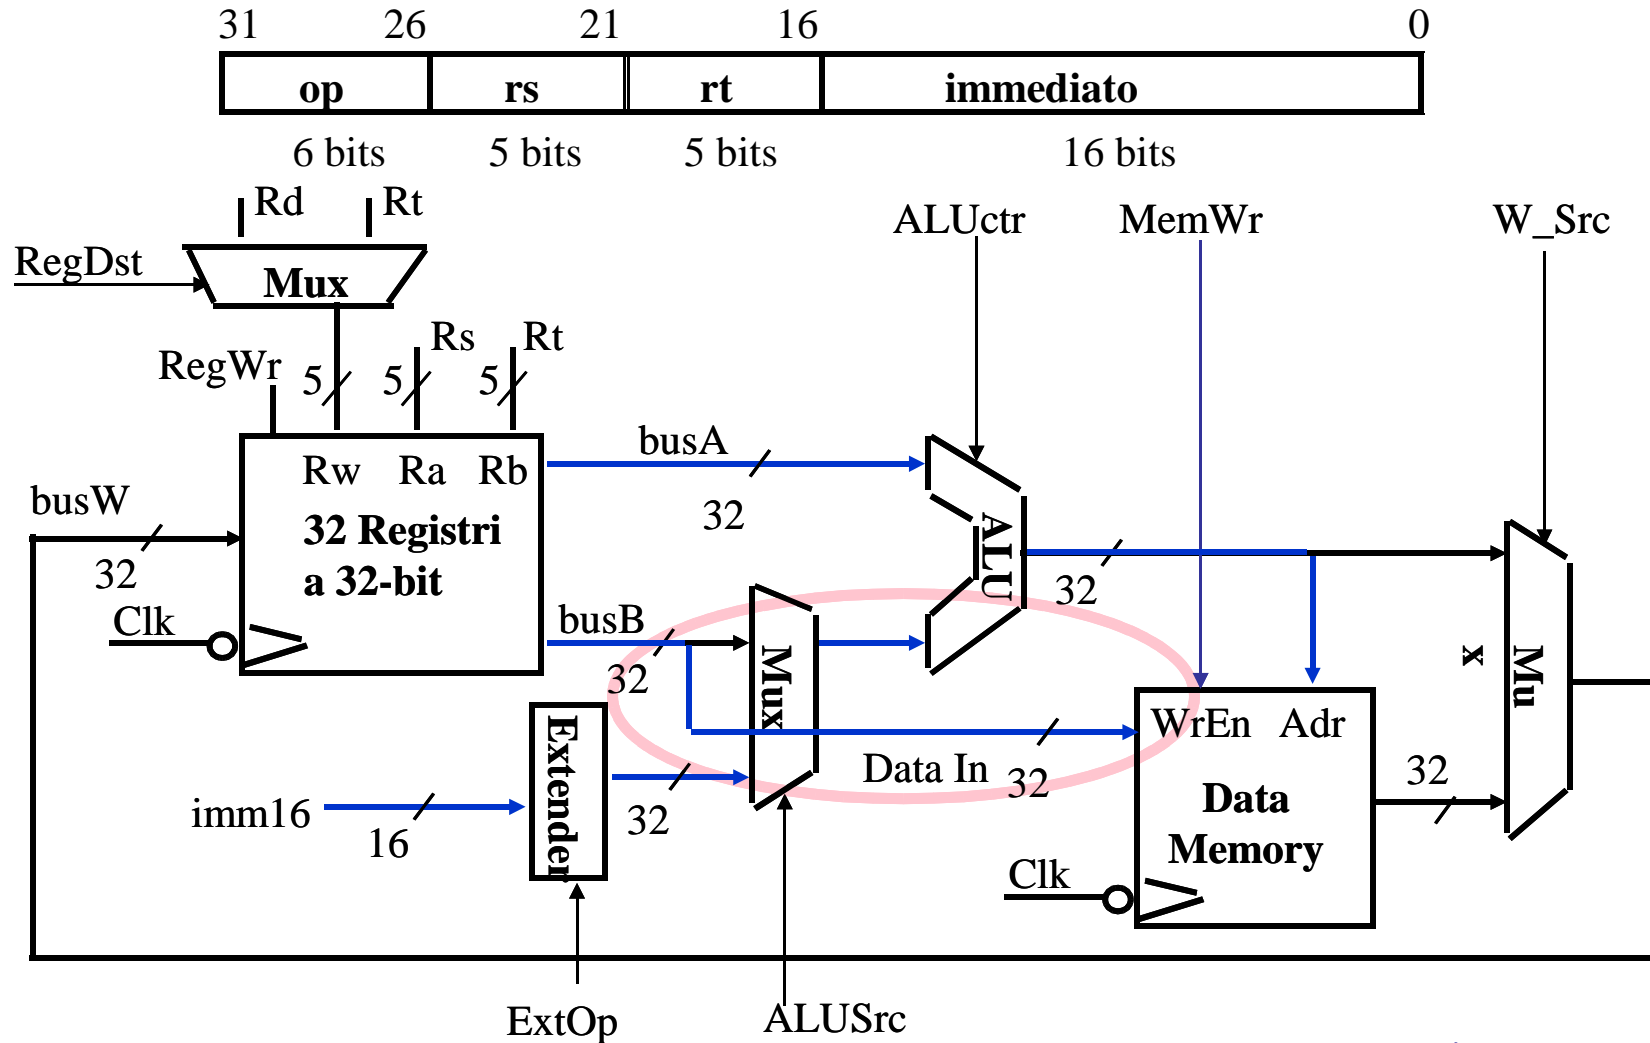 31 26 21 16 0
op rs rt immediato
6 bits 5 bits 5 bits 16 bits
Rd Rt
ALUctr MemWr W_Src
RegDst
Mux
Rs Rt
RegWr 5 5 5
busA
Rw Ra Rb
busW
32
32 Registri
a 32-bit
32
ALU
32
Clk
busB
32
Mux
Mu
x
WrEn Adr
Extender
Data In 32
32
imm16
16
32
Data
Memory
Clk
ExtOp ALUSrc